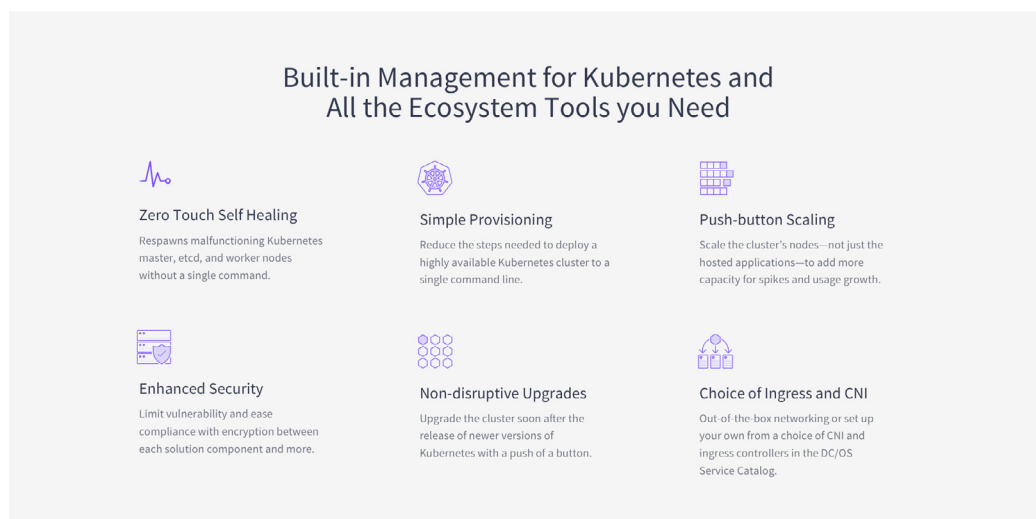 Built-in Management for Kubernetes and
All the Ecosystem Tools you Need
Zero Touch Self Healing
Respawns malfunctioning Kubernetes
master, etcd, and worker nodes
without a single command.
Simple Provisioning
Reduce the steps needed to deploy a
highly available Kubernetes cluster to a
single command line.
Push-button Scaling
Scale the cluster's nodes—not just the
hosted applications—to add more
capacity for spikes and usage growth.
Enhanced Security
Limit vulnerability and ease
compliance with encryption between
each solution component and more.
Non-disruptive Upgrades
Upgrade the cluster soon after the
release of newer versions of
Kubernetes with a push of a button.
Choice of Ingress and CNI
Out-of-the-box networking or set up
your own from a choice of CNI and
ingress controllers in the DC/OS
Service Catalog.